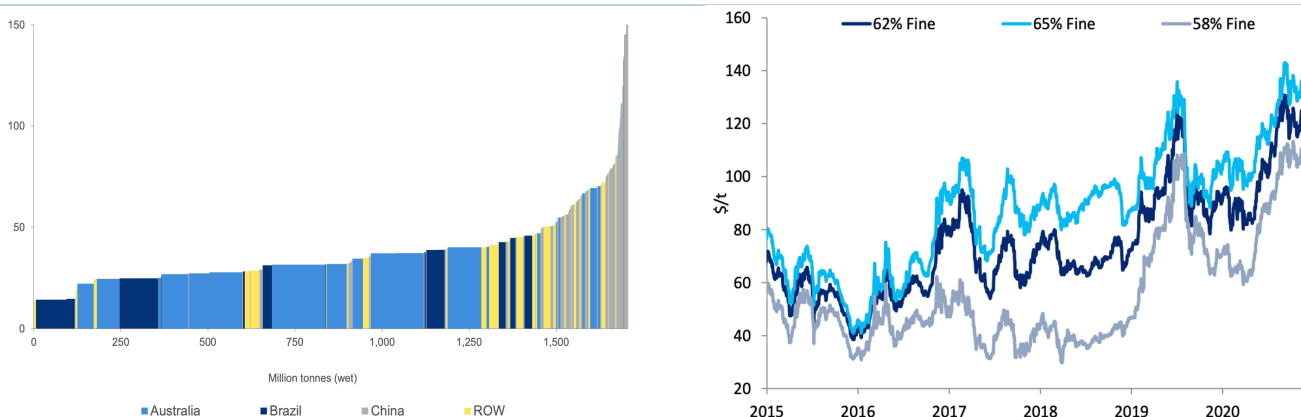 150
100
50
0
0 250 500 750 1,000 1,250 1,500
Million tonnes (wet)
Australia Brazil China ROW
160
140
120
100
80
60
40
20
$/t
62% Fine 65% Fine 58% Fine
2015 2016 2017 2018 2019 2020